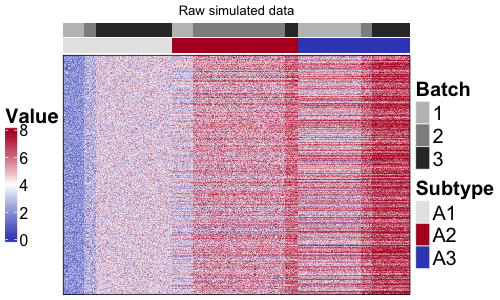 Raw simulated data
Value
8
6
4
2
0
Batch
1
2
3
Subtype
A1
A2
A3